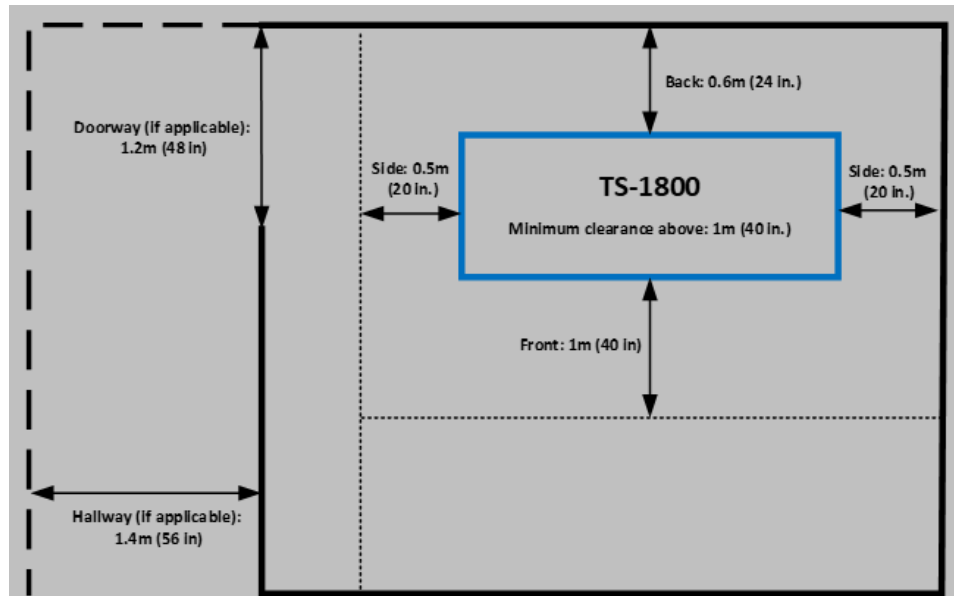 Back: 0.6m (24 in.)
Doorway (if applicable):
1.2m (48 in)
Side: 0.5m
(20 in.)
TS-1800
Minimum clearance above: 1m (40 in.)
Side: 0.5m
(20 in.)
Front: 1m (40 in)
Hallway (if applicable):
1.4m (56 in)